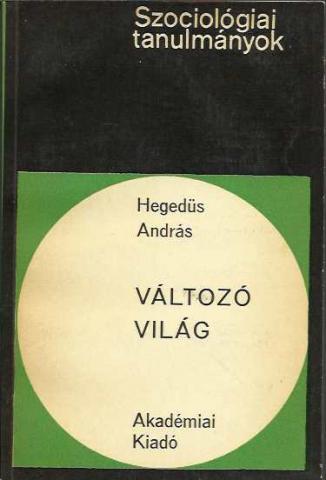 Szociológiai
tanulmányok
Hegedüs
András
VÁLTOZÓ
VILÁG
Akadémiai
Kiadó